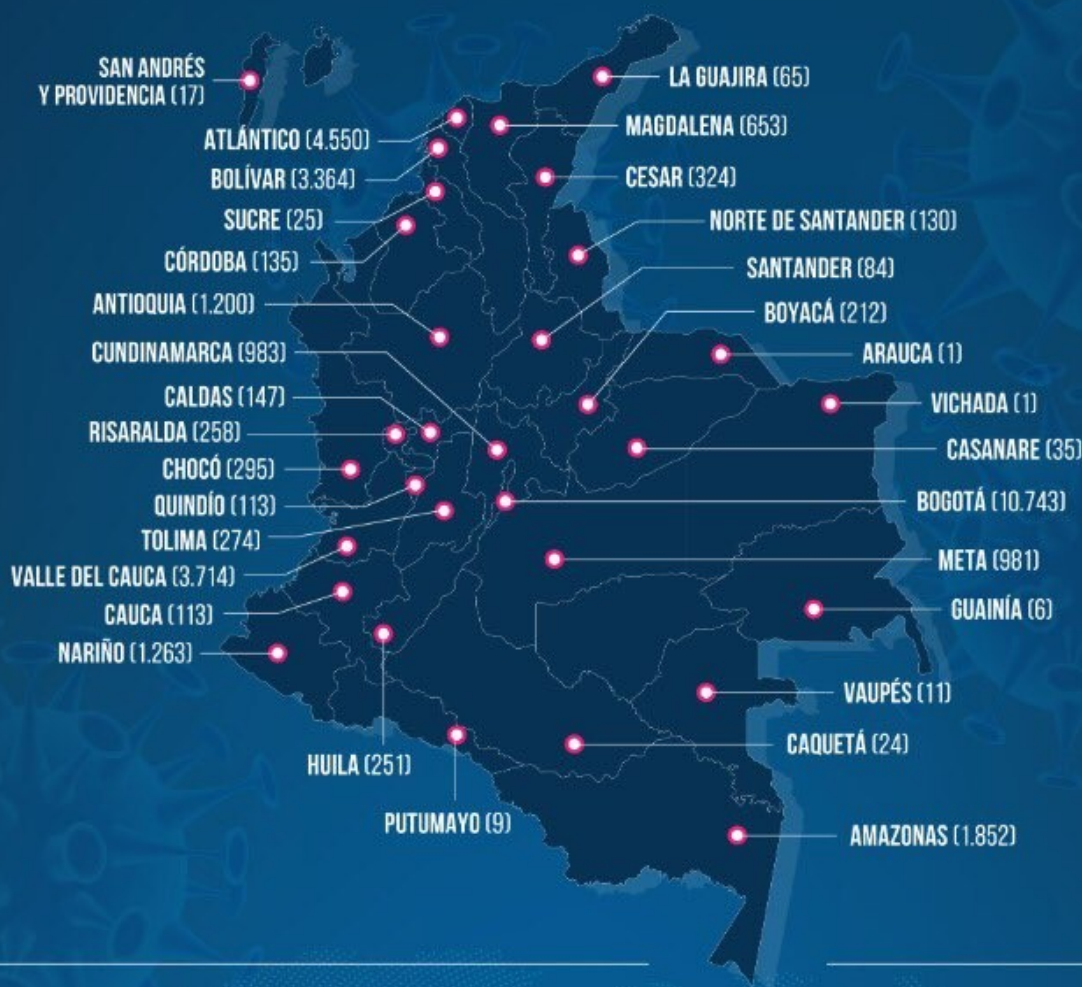 SAN ANDRÉS
Y PROVIDENCIA (17)
ATLÁNTICO (4.550)
BOLÍVAR (3.364)
SUCRE (25)
CÓRDOBA (135)
ANTIOQUIA (1.200)
CUNDINAMARCA (983)
CALDAS (147)
RISARALDA (258)
CHOCÓ (295)
QUINDÍO (113)
TOLIMA (274)
VALLE DEL CAUCA (3.714)
CAUCA (113)
NARIÑO (1.263)
HUILA (251)
PUTUMAYO (9)
LA GUAJIRA (65)
MAGDALENA (653)
CESAR (324)
NORTE DE SANTANDER (130)
SANTANDER (84)
BOYACÁ (212)
ARAUCA (1)
VICHADA (1)
CASANARE (35)
BOGOTÁ (10.743)
META (981)
GUAINÍA (6)
VAUPÉS (11)
CAQUETÁ (24)
AMAZONAS (1.852)